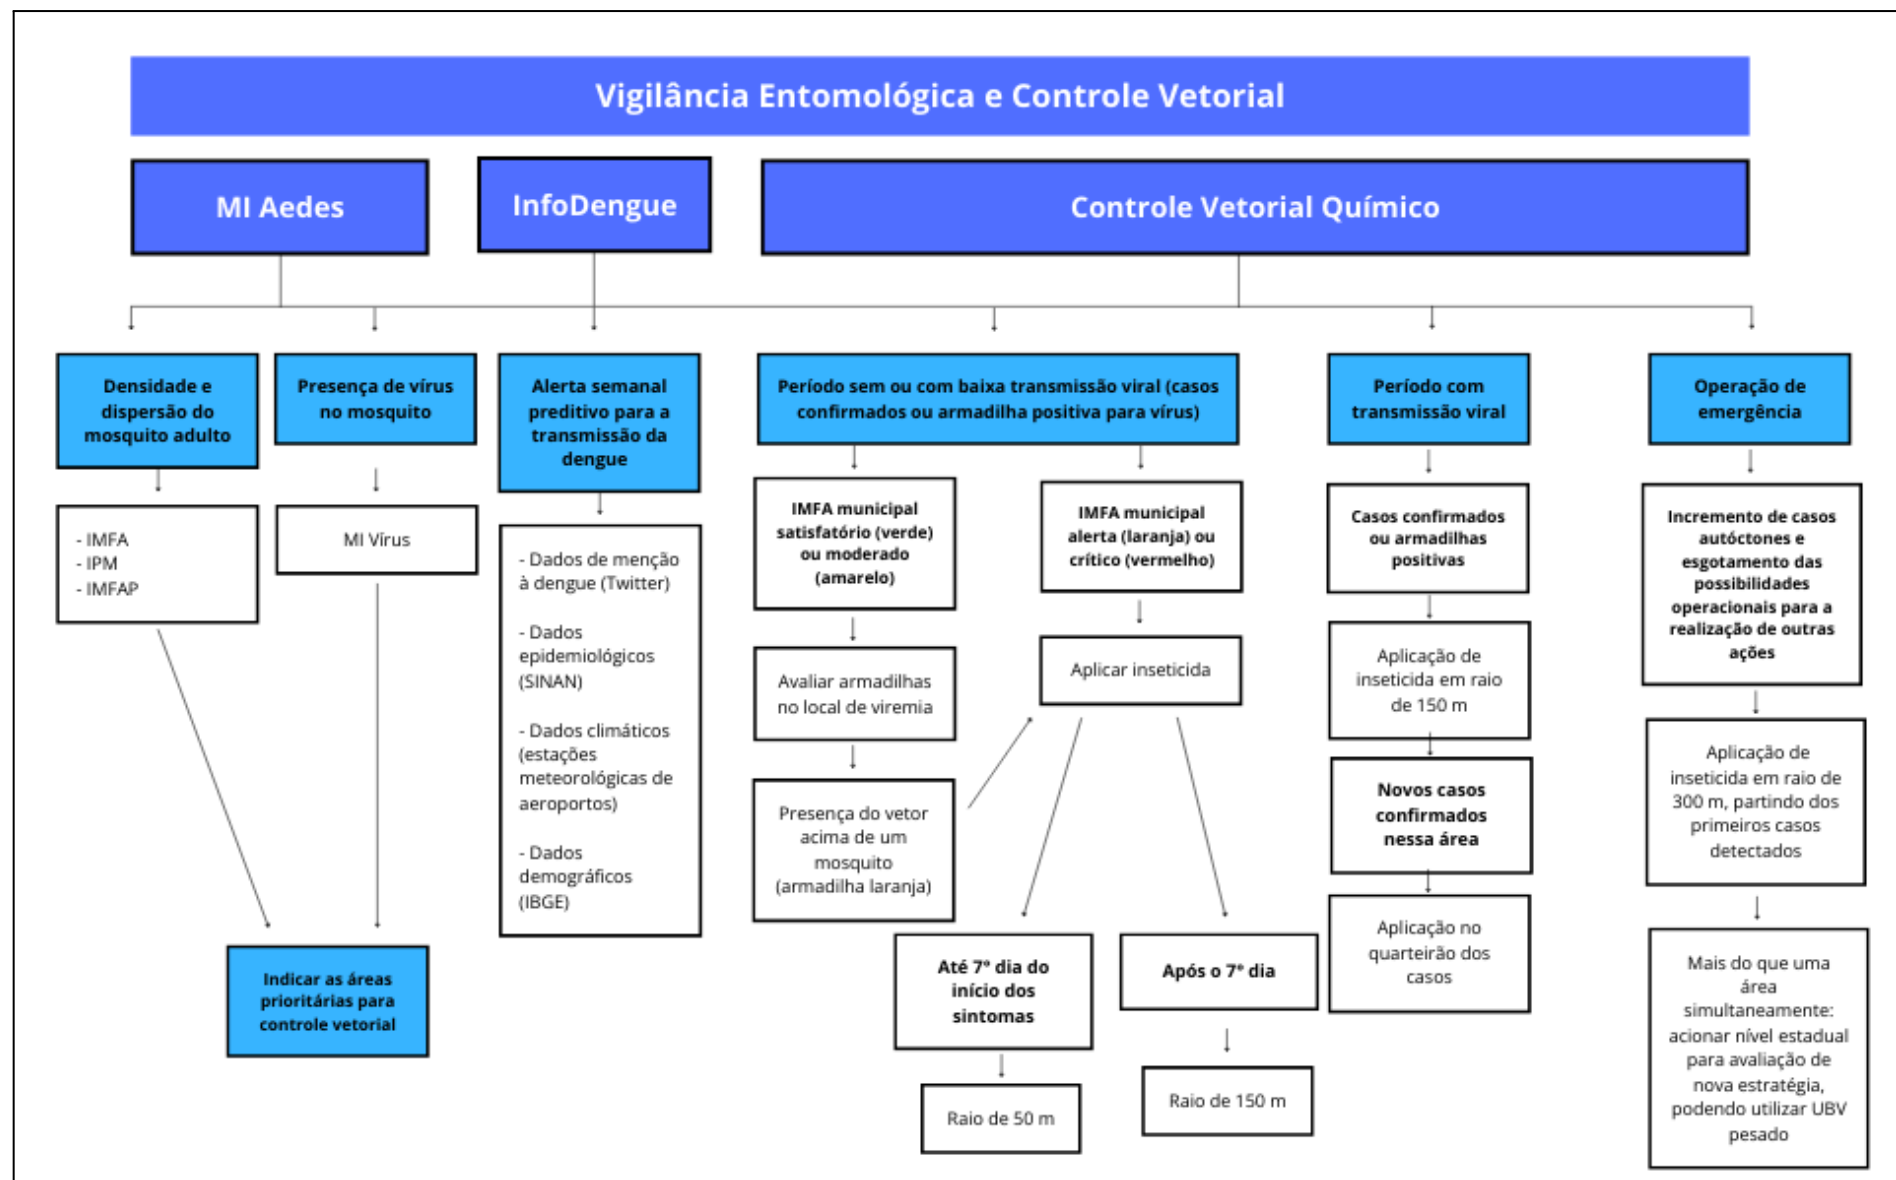 Vigilância Entomológica e Controle Vetorial
MI Aedes
InfoDengue
Controle Vetorial Químico
Densidade e
dispersão do
mosquito adulto
- IMFA
- IPM
- IMFAP
Presença de vírus
no mosquito
MI Vírus
Indicar as áreas
prioritárias para
controle vetorial
Alerta semanal
preditivo para a
transmissão da
dengue
- Dados de menção
à dengue (Twitter)
- Dados
epidemiológicos
(SINAN)
- Dados climáticos
(estações
meteorológicas de
aeroportos)
- Dados
demográficos
(IBGE)
Período sem ou com baixa transmissão viral (casos
confirmados ou armadilha positiva para vírus)
IMFA municipal
satisfatório (verde)
ou moderado
(amarelo)
Avaliar armadilhas
no local de viremia
Presença do vetor
acima de um
mosquito
(armadilha laranja)
IMFA municipal
alerta (laranja) ou
crítico (vermelho)
Aplicar inseticida
Até 7° dia do
início dos
sintomas
Raio de 50 m
Após o 7° dia
Raio de 150 m
Período com
transmissão viral
Casos confirmados
ou armadilhas
positivas
Aplicação de
inseticida em raio
de 150 m
Novos casos
confirmados
nessa área
Aplicação no
quarteirão dos
casos
Operação de
emergência
Incremento de casos
autóctones e
esgotamento das
possibilidades
operacionais para a
realização de outras
ações
Aplicação de
inseticida em raio de
300 m, partindo dos
primeiros casos
detectados
Mais do que uma
área
simultaneamente:
acionar nível estadual
para avaliação de
nova estratégia,
podendo utilizar UBV
pesado